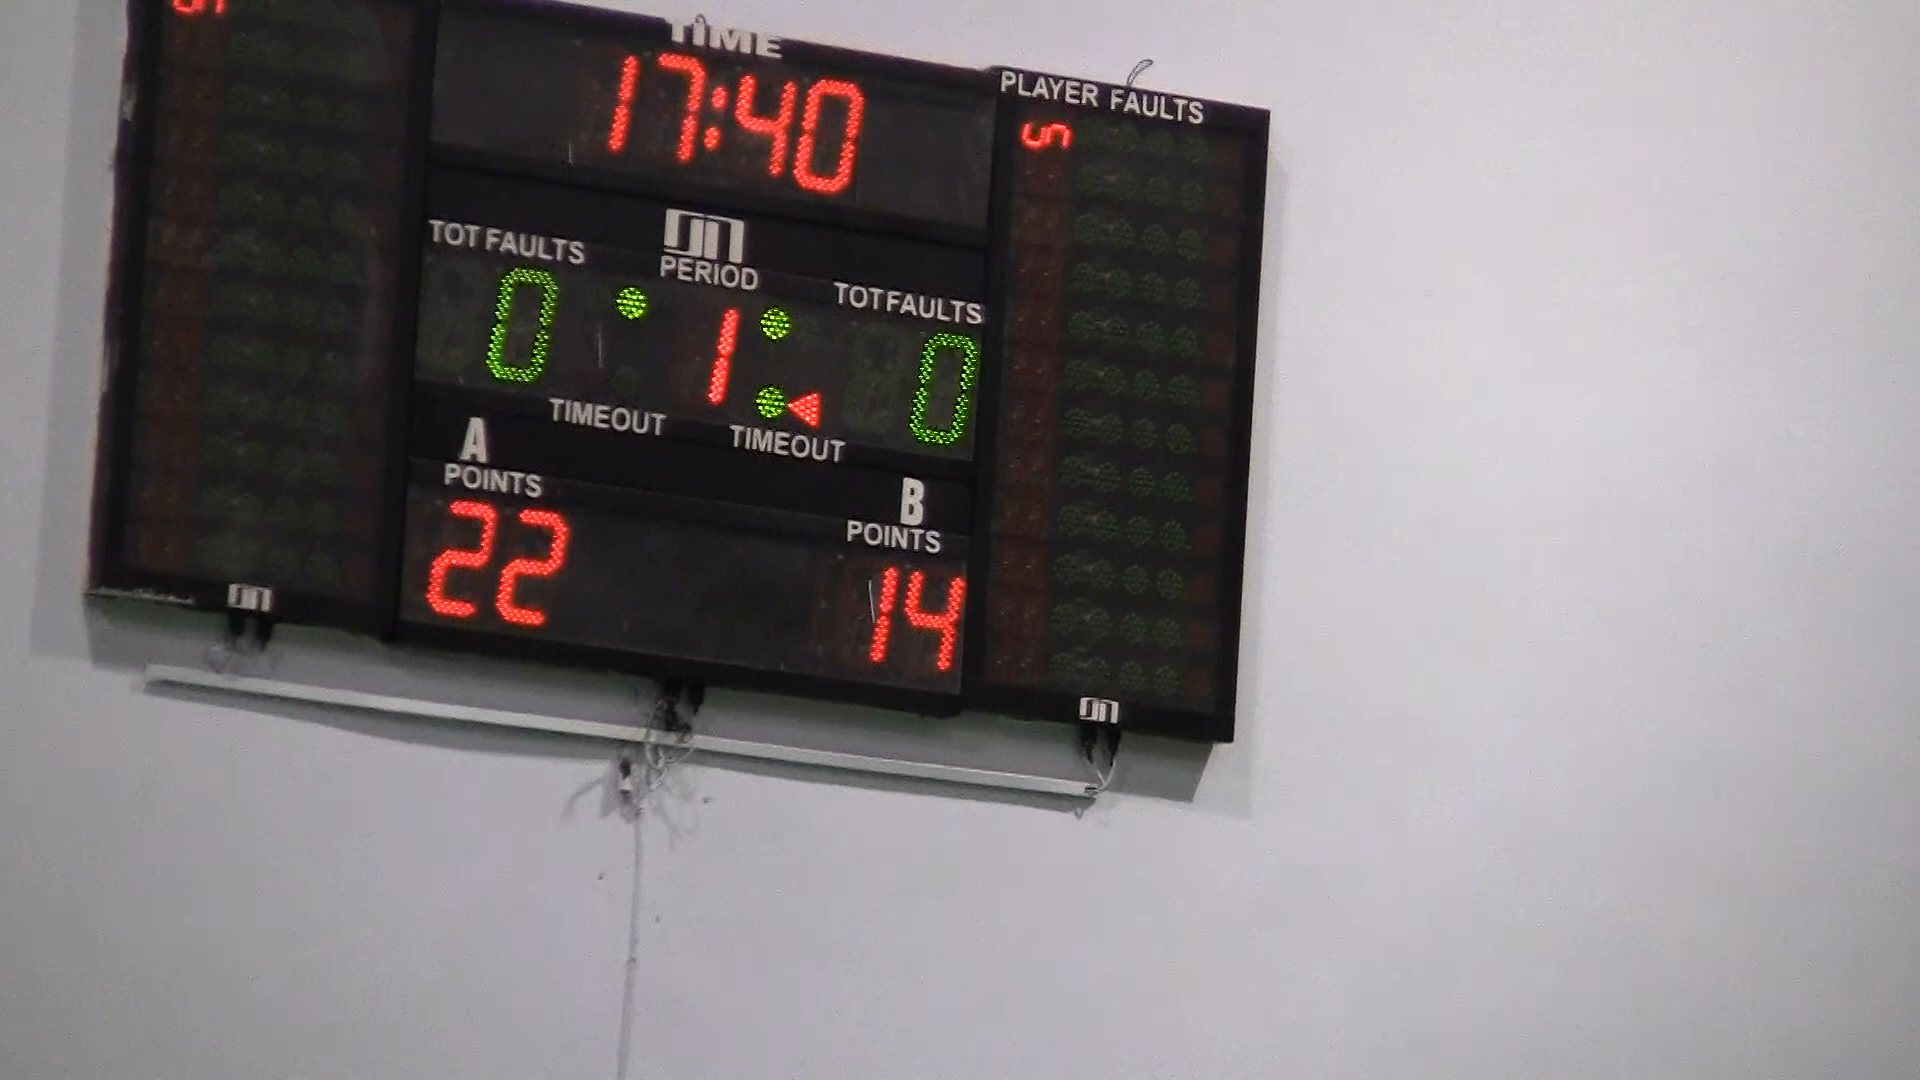 TIME
PLAYER FAULTS
17:40
5
TOT FAULTS
PERIOD
TOT FAULTS
0
1
0
TIMEOUT
TIMEOUT
A
POINTS
B
POINTS
22
14